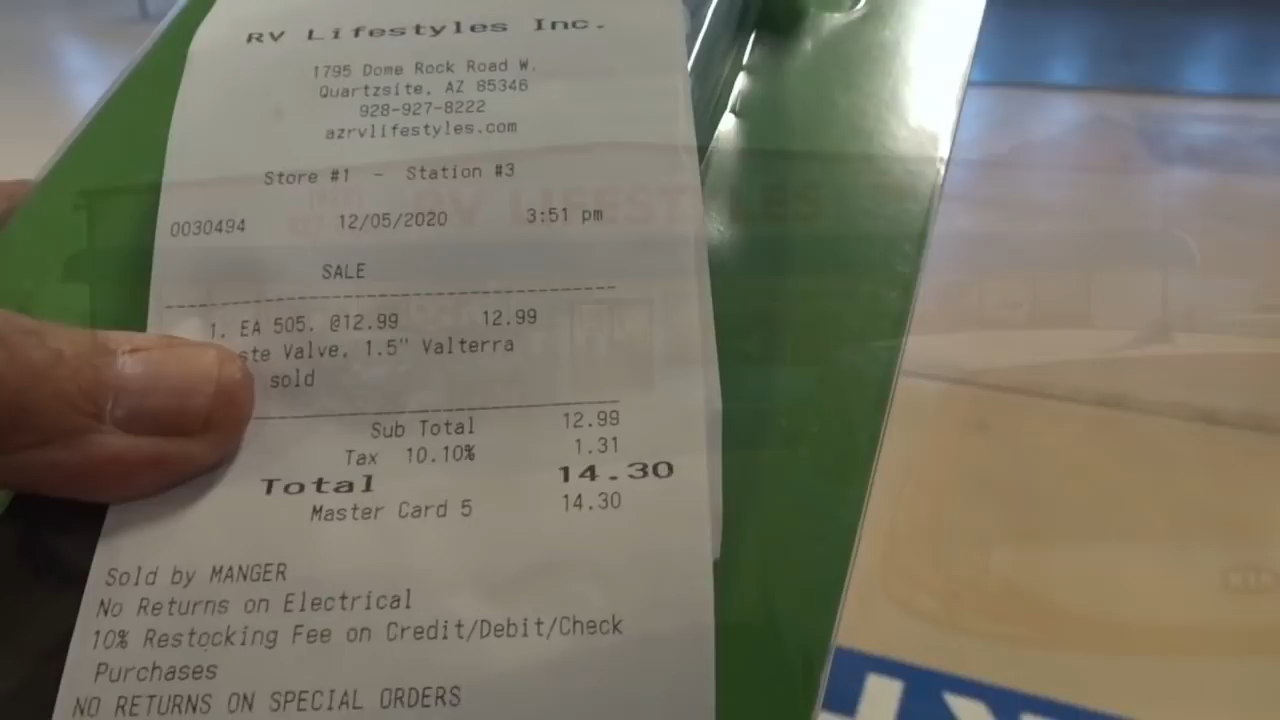 RV Lifestyles Inc.
1795 Dome Rock Road W.
Quartzsite, AZ 85346
928-927-8222
azrvlifestyles.com
Store #1 - Station #3
0030494 12/05/2020 3:51 pm
SALE
1. EA 505. @12.99 12.99
ste Valve, 1.5" Valterra
sold
Sub Total 12.99
Tax 10.10% 1.31
Total 14.30
Master Card 5 14.30
Sold by MANGER
No Returns on Electrical
10% Restocking Fee on Credit/Debit/Check
Purchases
NO RETURNS ON SPECIAL ORDERS
RV LIFESTYLES